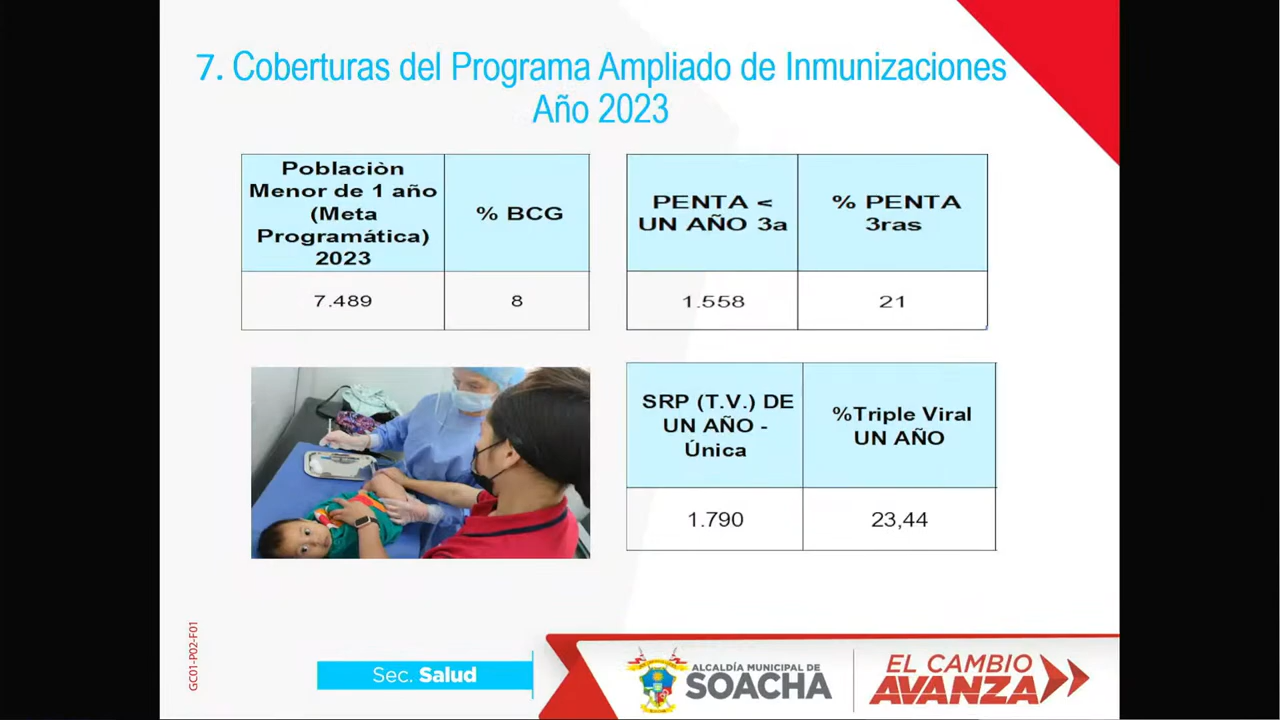 7. Coberturas del Programa Ampliado de Inmunizaciones
Año 2023
Poblaciòn
Menor de 1 año
(Meta
Programática)
2023
% BCG
7.489
8
PENTA <
UN AÑO 3a
% PENTA
3ras
1.558
21
SRP (T.V.) DE
UN AÑO -
Única
%Triple Viral
UN AÑO
1.790
23,44
GC01-P02-F01
Sec. Salud
ALCALDÍA MUNICIPAL DE
SOACHA
EL CAMBIO
AVANZA